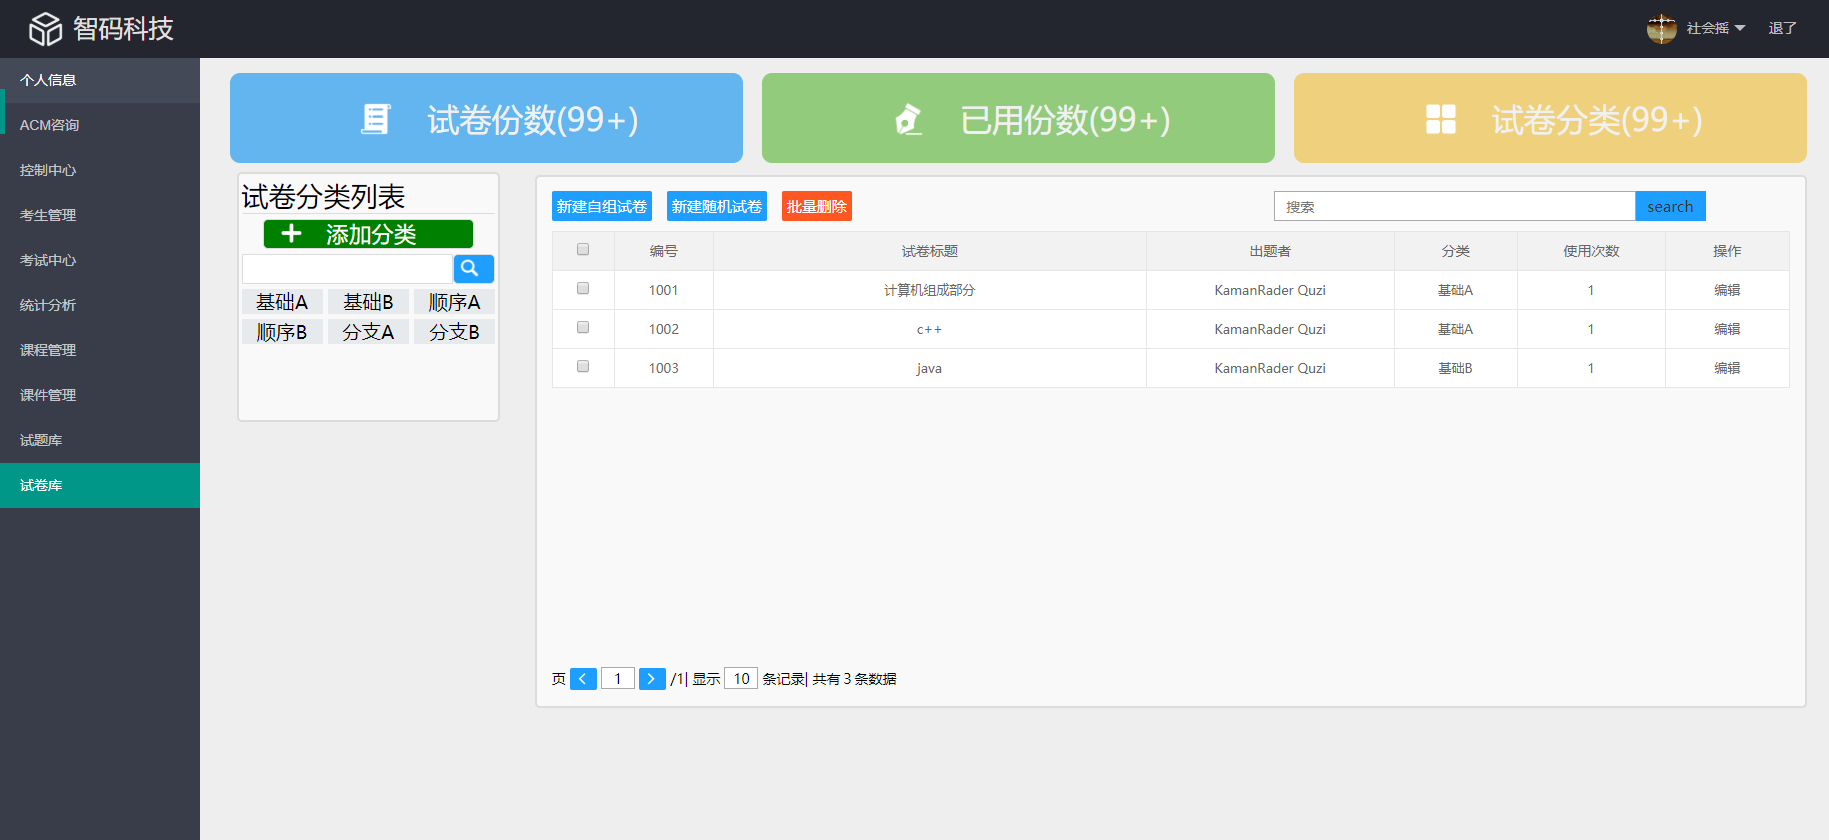 智码科技
社会摇 退了
个人信息
ACM咨询
控制中心
考生管理
考试中心
统计分析
课程管理
课件管理
试题库
试卷库
试卷份数(99+) 已用份数(99+) 试卷分类(99+)
试卷分类列表
添加分类
基础A 基础B 顺序A
顺序B 分支A 分支B
新建自组试卷 新建随机试卷 批量删除 搜索 search
编号 试卷标题 出题者 分类 使用次数 操作
1001 计算机组成部分 KamanRader Quzi 基础A 1 编辑
1002 c++ KamanRader Quzi 基础A 1 编辑
1003 java KamanRader Quzi 基础B 1 编辑
页 1 /1| 显示 10 条记录| 共有 3 条数据